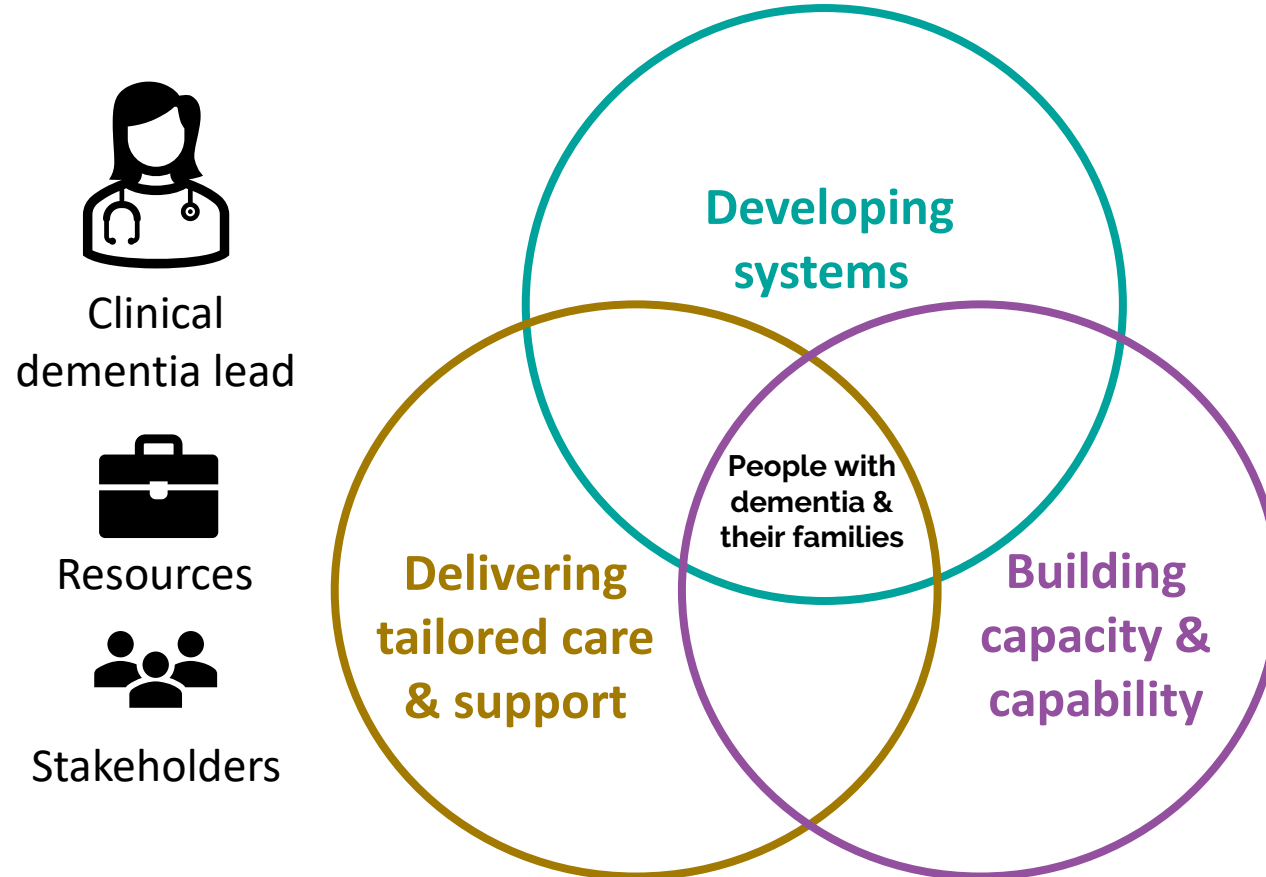 Clinical
dementia lead
Resources
Stakeholders
Developing
systems
People with
dementia &
their families
Delivering
tailored care
& support
Building
capacity &
capability